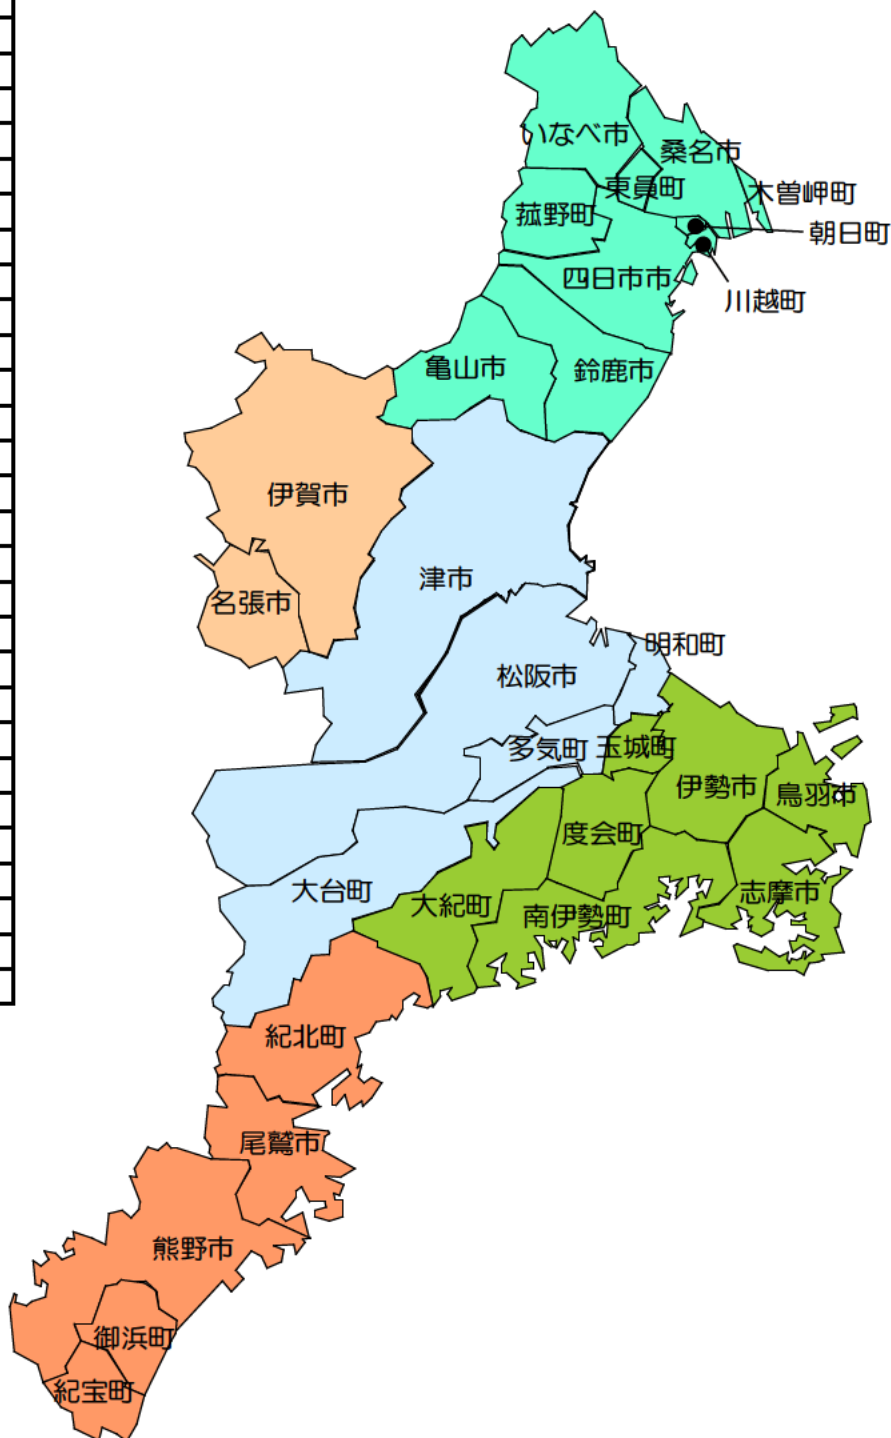 いなべ市
桑名市
東員町
木曽岬町
菰野町
朝日町
四日市市
川越町
亀山市
鈴鹿市
伊賀市
津市
名張市
明和町
松阪市
多気町
玉城町
伊勢市
鳥羽市
度会町
大台町
大紀町
南伊勢町
志摩市
紀北町
尾鷲市
熊野市
御浜町
紀宝町